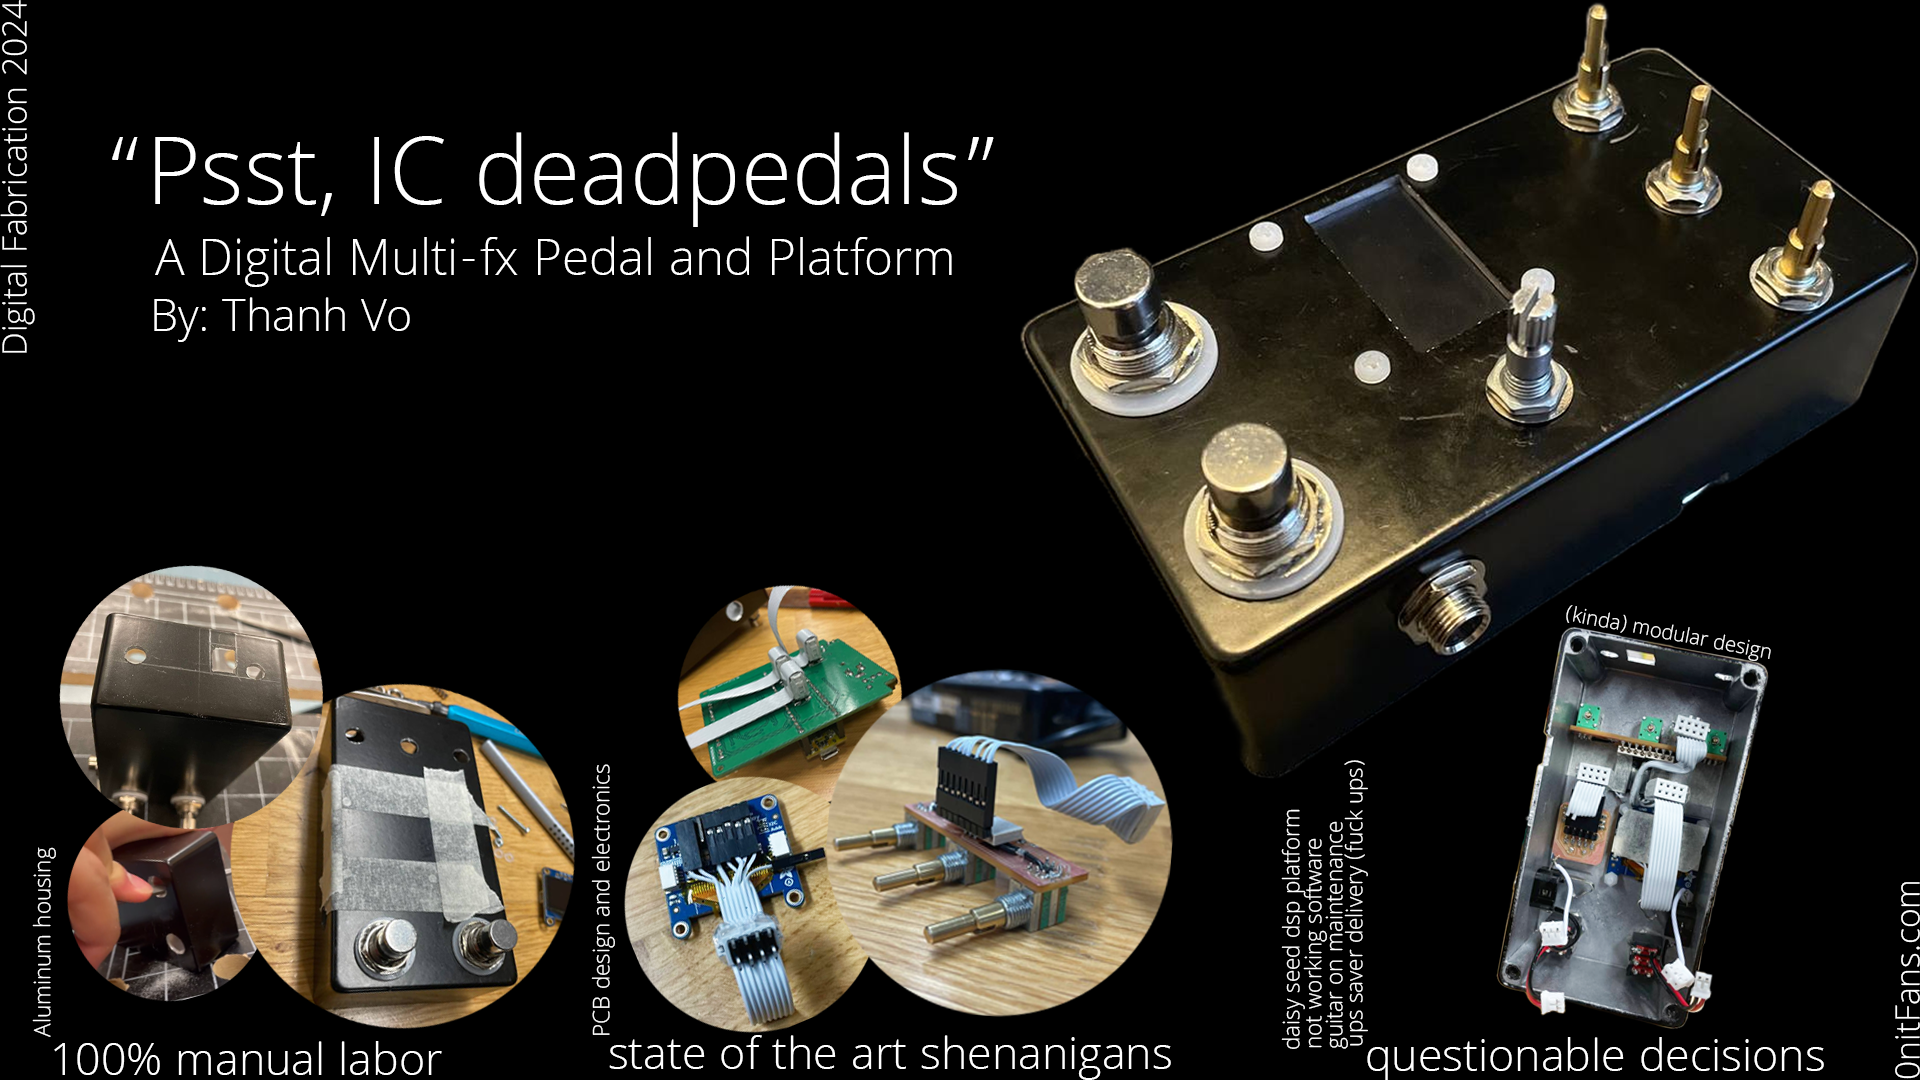 Digital Fabrication 2024
“Psst, IC deadpedals”
A Digital Multi-fx Pedal and Platform
By: Thanh Vo
Aluminum housing
100% manual labor
PCB design and electronics
state of the art shenanigans
(kinda) modular design
daisy seed dsp platform
not working software
guitar on maintenance
ups saver delivery (fuck ups)
questionable decisions
0nitFans.com